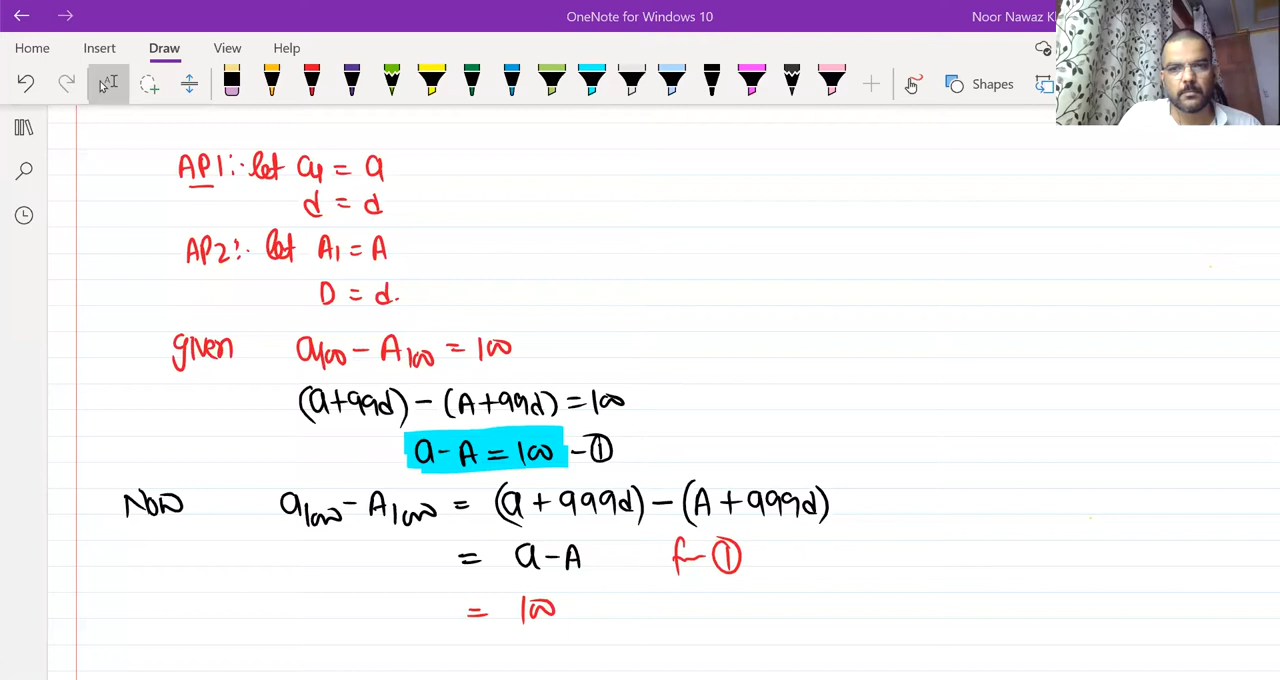 OneNote for Windows 10
Noor Nawaz K
Home Insert Draw View Help
Shapes
AP1:- let a₁ = a
d = d
AP2:- let A₁ = A
D = d.
given a₁₀₀ - A₁₀₀ = 100
(a+99d) - (A+99d) = 100
a - A = 100 - ①
Now a₁₀₀₀ - A₁₀₀₀ = (a + 999d) - (A + 999d)
= a - A f- ①
= 100